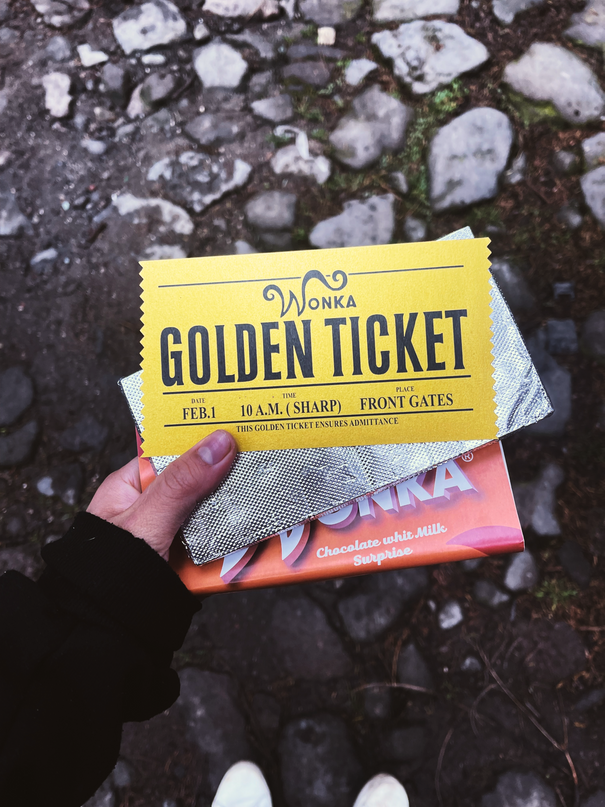 WONKA
GOLDEN TICKET
DATE TIME PLACE
FEB.1 10 A.M. ( SHARP) FRONT GATES
THIS GOLDEN TICKET ENSURES ADMITTANCE
WONKA®
Chocolate whit Milk
Surprise